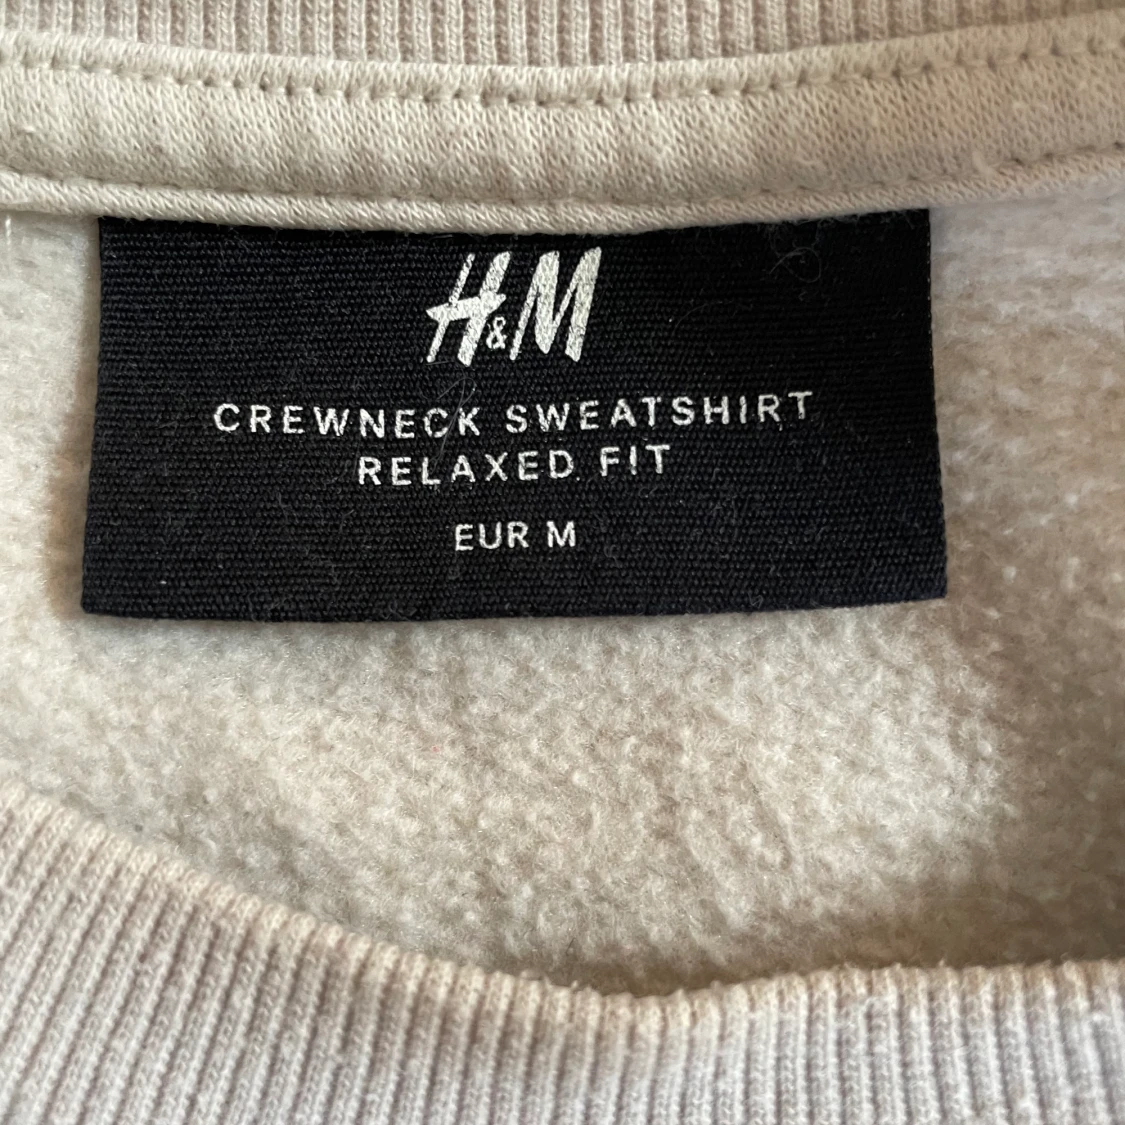 H&M
CREWNECK SWEATSHIRT
RELAXED FIT
EUR M